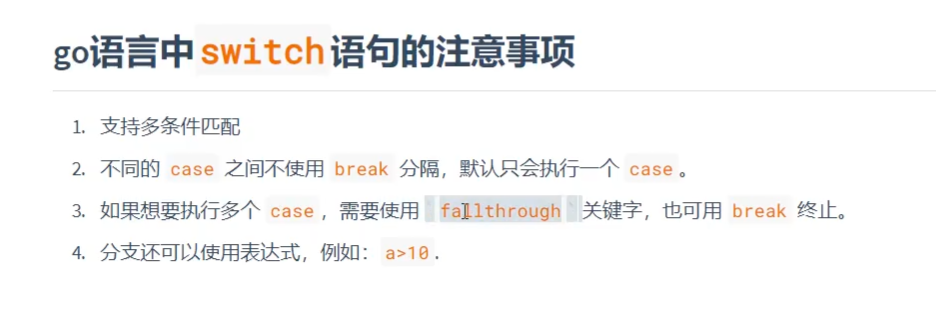 go语言中switch语句的注意事项
1. 支持多条件匹配
2. 不同的 case 之间不使用 break 分隔，默认只会执行一个 case 。
3. 如果想要执行多个 case ，需要使用 ` fallthrough ` 关键字，也可用 break 终止。
4. 分支还可以使用表达式，例如： a>10 .